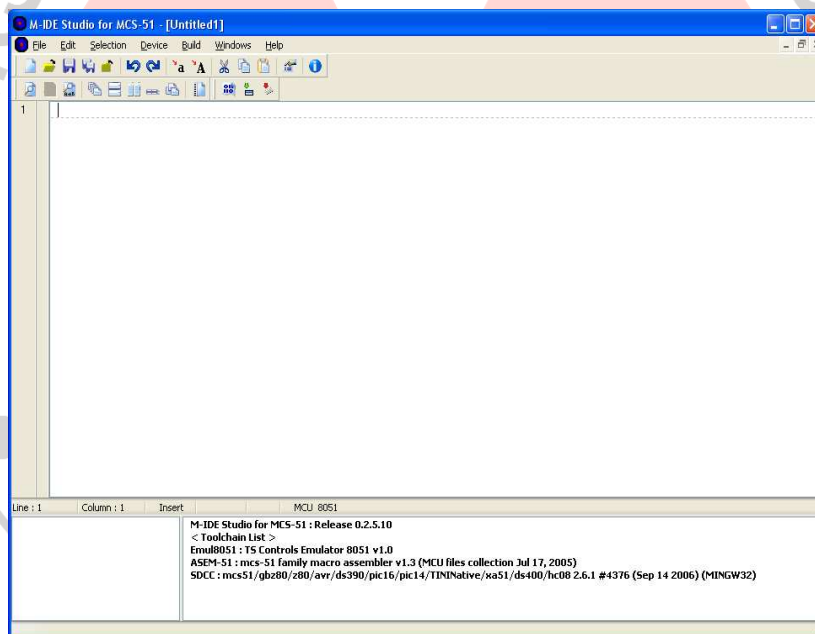 M-IDE Studio for MCS-51 - [Untitled1]
File Edit Selection Device Build Windows Help
1
Line : 1 Column : 1 Insert MCU 8051
M-IDE Studio for MCS-51 : Release 0.2.5.10
< Toolchain List >
Emul8051 : TS Controls Emulator 8051 v1.0
ASEM-51 : mcs-51 family macro assembler v1.3 (MCU files collection Jul 17, 2005)
SDCC : mcs51/gbz80/z80/avr/ds390/pic16/pic14/TININative/xa51/ds400/hc08 2.6.1 #4376 (Sep 14 2006) (MINGW32)